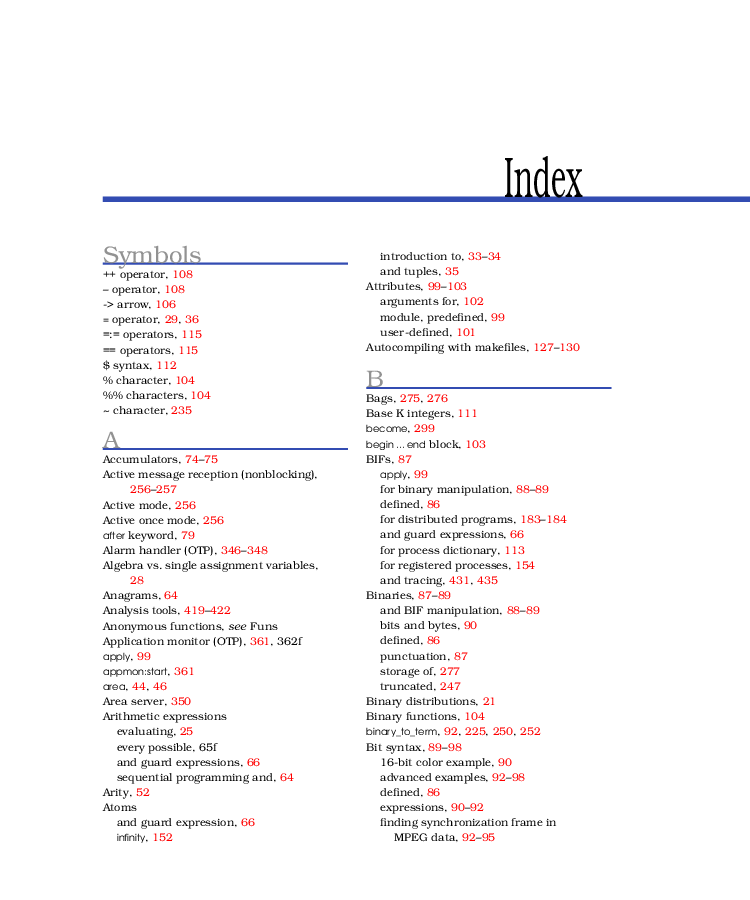 Index
Symbols
++ operator, 108
– operator, 108
-> arrow, 106
= operator, 29, 36
=:= operators, 115
== operators, 115
$ syntax, 112
% character, 104
%% characters, 104
~ character, 235
A
Accumulators, 74–75
Active message reception (nonblocking),
256–257
Active mode, 256
Active once mode, 256
after keyword, 79
Alarm handler (OTP), 346–348
Algebra vs. single assignment variables,
28
Anagrams, 64
Analysis tools, 419–422
Anonymous functions, see Funs
Application monitor (OTP), 361, 362f
apply, 99
appmon:start, 361
area, 44, 46
Area server, 350
Arithmetic expressions
evaluating, 25
every possible, 65f
and guard expressions, 66
sequential programming and, 64
Arity, 52
Atoms
and guard expression, 66
infinity, 152
introduction to, 33–34
and tuples, 35
Attributes, 99–103
arguments for, 102
module, predefined, 99
user-defined, 101
Autocompiling with makefiles, 127–130
B
Bags, 275, 276
Base K integers, 111
become, 299
begin ... end block, 103
BIFs, 87
apply, 99
for binary manipulation, 88–89
defined, 86
for distributed programs, 183–184
and guard expressions, 66
for process dictionary, 113
for registered processes, 154
and tracing, 431, 435
Binaries, 87–89
and BIF manipulation, 88–89
bits and bytes, 90
defined, 86
punctuation, 87
storage of, 277
truncated, 247
Binary distributions, 21
Binary functions, 104
binary_to_term, 92, 225, 250, 252
Bit syntax, 89–98
16-bit color example, 90
advanced examples, 92–98
defined, 86
expressions, 90–92
finding synchronization frame in
MPEG data, 92–95